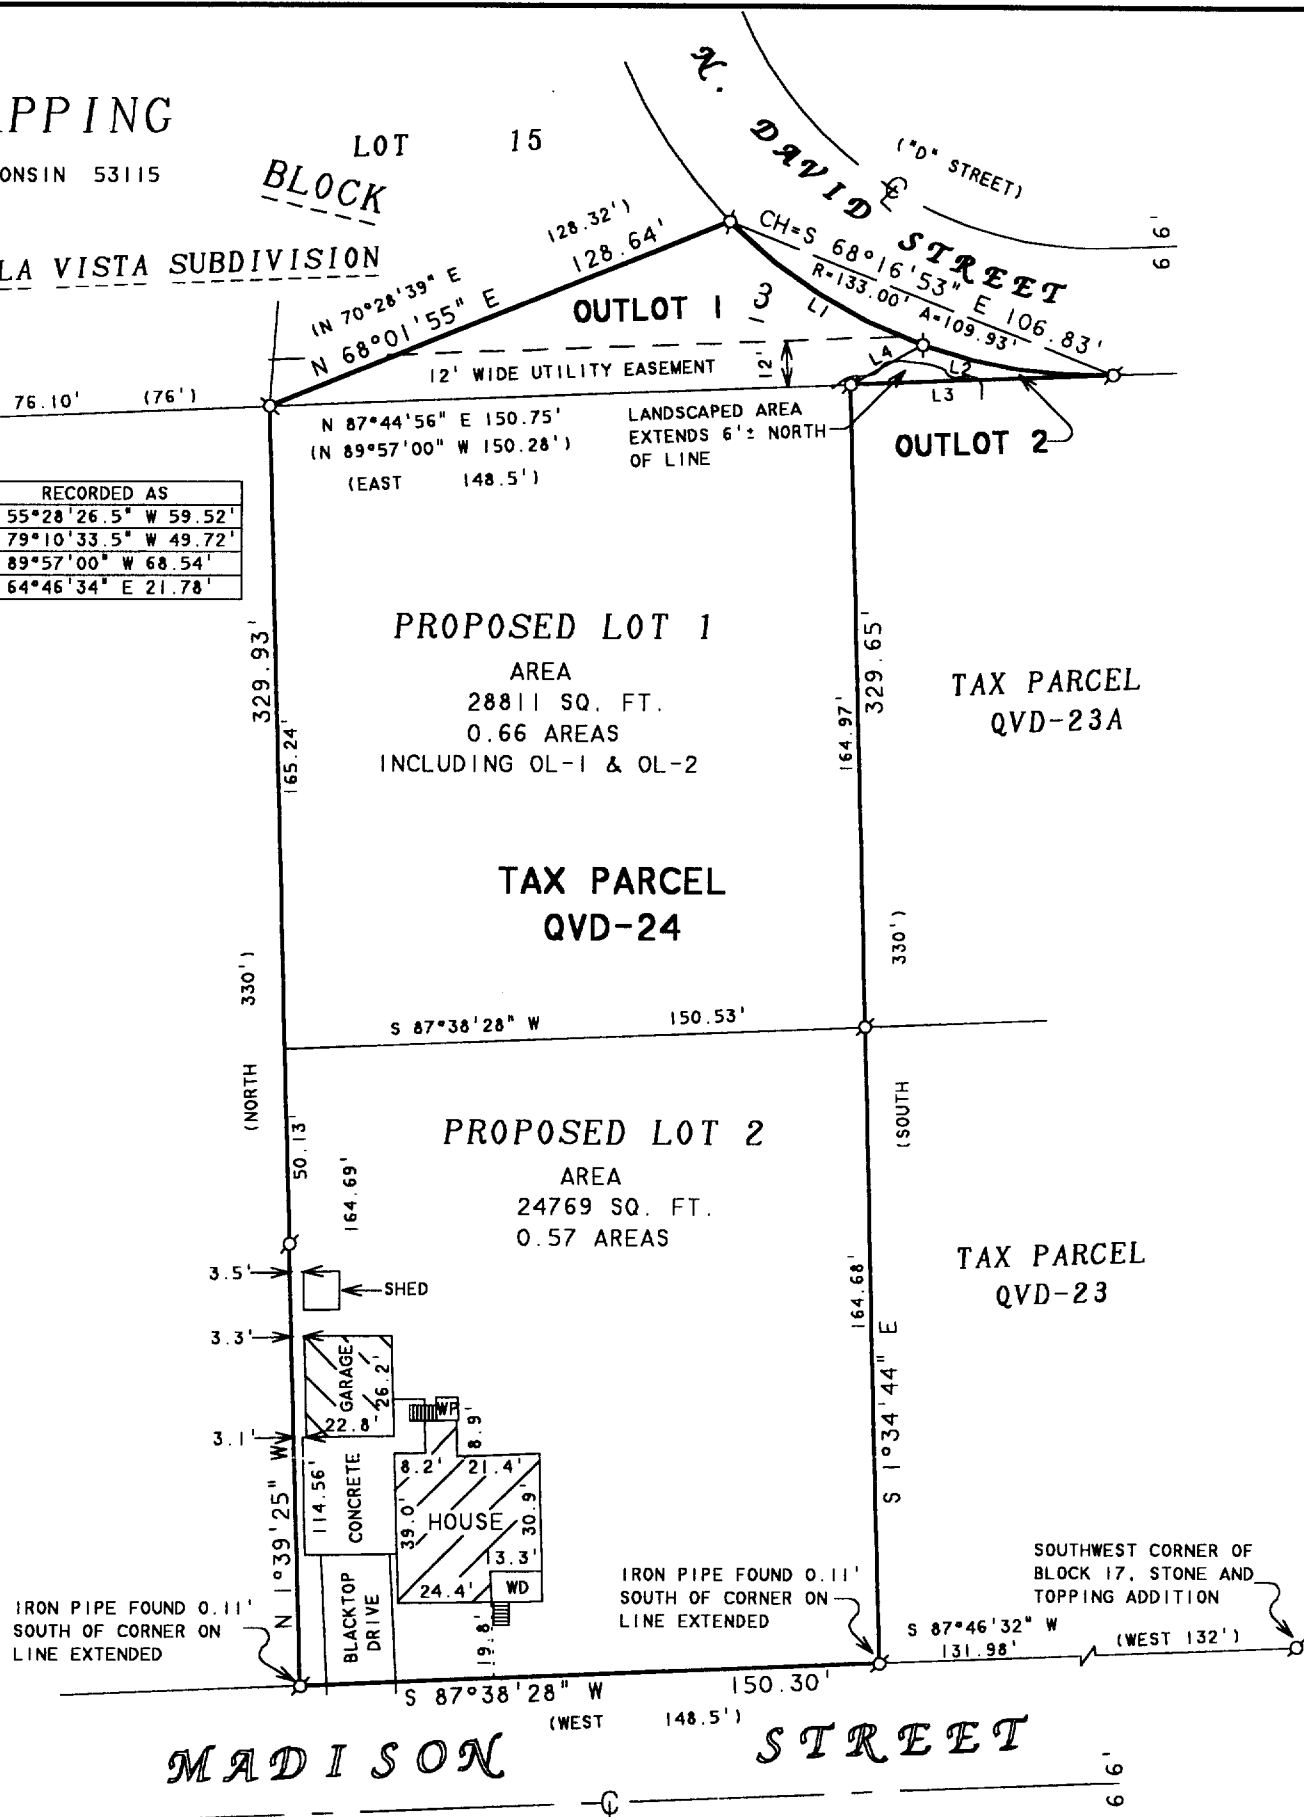 APPING
ONSIN 53115
LOT 15
BLOCK
LA VISTA SUBDIVISION
N. DAVID STREET
("D" STREET)
℄
66'
CH=S 68°16'53" E 106.83'
R=133.00' A=109.93'
128.32')
128.64'
(N 70°28'39" E
N 68°01'55" E
OUTLOT 1
3
L1
L4
L2
L3
12'
12' WIDE UTILITY EASEMENT
76.10' (76')
N 87°44'56" E 150.75'
(N 89°57'00" W 150.28')
(EAST 148.5')
LANDSCAPED AREA
EXTENDS 6'± NORTH
OF LINE
OUTLOT 2
RECORDED AS
55°28'26.5" W 59.52'
79°10'33.5" W 49.72'
89°57'00" W 68.54'
64°46'34" E 21.78'
PROPOSED LOT 1
AREA
28811 SQ. FT.
0.66 AREAS
INCLUDING OL-1 & OL-2
329.93'
165.24'
329.65'
164.97'
TAX PARCEL
QVD-23A
TAX PARCEL
QVD-24
(NORTH 330')
(SOUTH 330')
S 87°38'28" W 150.53'
PROPOSED LOT 2
AREA
24769 SQ. FT.
0.57 AREAS
50.13'
164.69'
164.68'
TAX PARCEL
QVD-23
3.5'
SHED
3.3'
GARAGE
26.2'
22.8'
3.1'
WP
8.9'
8.2' 21.4'
114.56'
CONCRETE
39.0'
HOUSE
30.9'
13.3'
24.4'
WD
19.8'
BLACKTOP
DRIVE
N 1°39'25" W
S 1°34'44" E
IRON PIPE FOUND 0.11'
SOUTH OF CORNER ON
LINE EXTENDED
IRON PIPE FOUND 0.11'
SOUTH OF CORNER ON
LINE EXTENDED
SOUTHWEST CORNER OF
BLOCK 17, STONE AND
TOPPING ADDITION
S 87°46'32" W
131.98'
(WEST 132')
S 87°38'28" W 150.30'
(WEST 148.5')
MADISON STREET
℄
66'